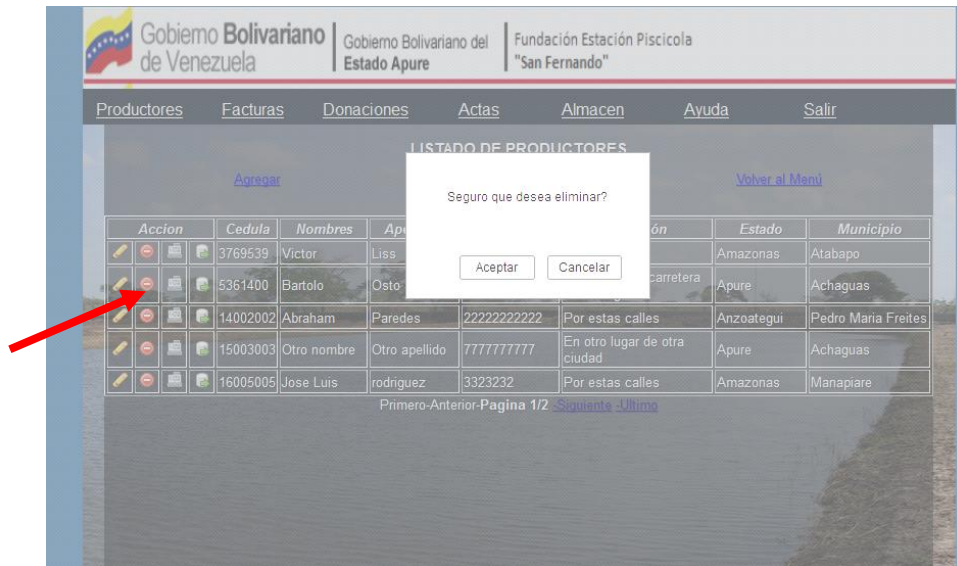 Gobierno Bolivariano de Venezuela
Gobierno Bolivariano del Estado Apure
Fundación Estación Piscicola "San Fernando"
Productores Facturas Donaciones Actas Almacen Ayuda Salir
LISTADO DE PRODUCTORES
Agregar Volver al Menú
Seguro que desea eliminar?
Aceptar Cancelar
Accion Cedula Nombres Estado Municipio
3769539 Victor Liss Amazonas Atabapo
5361400 Bartolo Osto carretera Apure Achaguas
14002002 Abraham Paredes 22222222222 Por estas calles Anzoategui Pedro Maria Freites
15003003 Otro nombre Otro apellido 7777777777 En otro lugar de otra ciudad Apure Achaguas
16005005 Jose Luis rodriguez 3323232 Por estas calles Amazonas Manapiare
Primero-Anterior-Pagina 1/2 -Siguiente -Ultimo